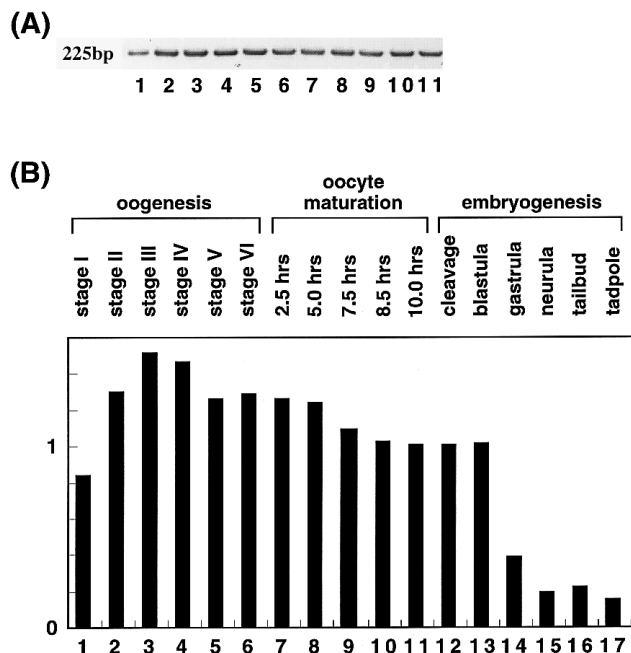 (A)
225bp
1 2 3 4 5 6 7 8 9 10 11
(B)
oogenesis
oocyte
maturation
embryogenesis
stage I
stage II
stage III
stage IV
stage V
stage VI
2.5 hrs
5.0 hrs
7.5 hrs
8.5 hrs
10.0 hrs
cleavage
blastula
gastrula
neurula
tailbud
tadpole
1
0
1 2 3 4 5 6 7 8 9 10 11 12 13 14 15 16 17